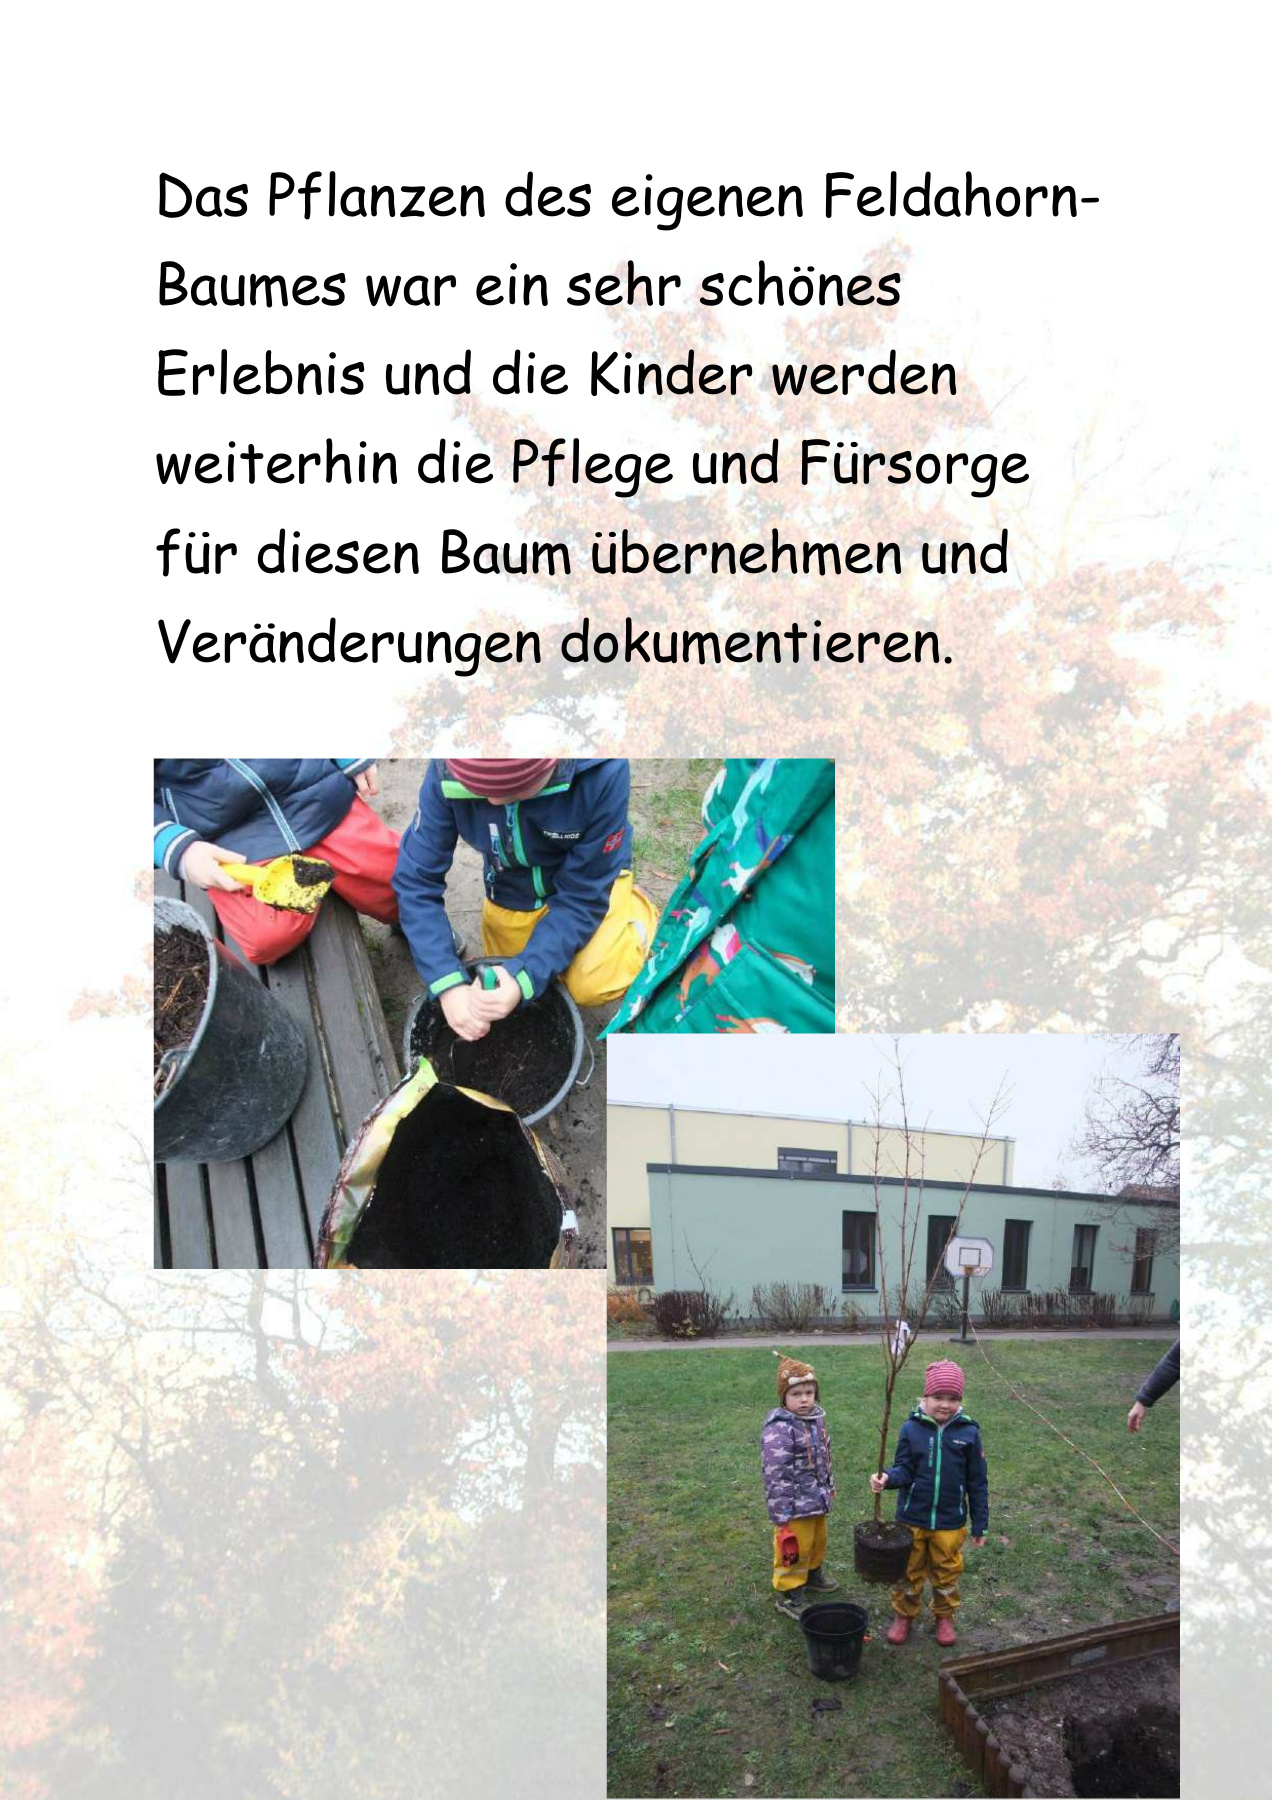 Das Pflanzen des eigenen Feldahorn-
Baumes war ein sehr schönes
Erlebnis und die Kinder werden
weiterhin die Pflege und Fürsorge
für diesen Baum übernehmen und
Veränderungen dokumentieren.